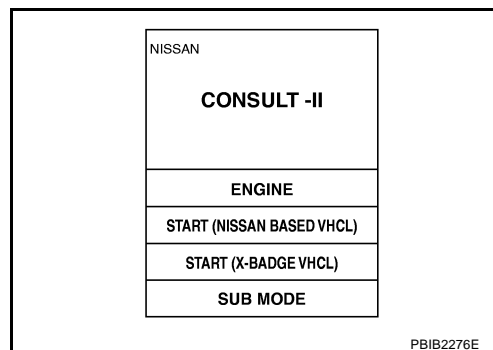 NISSAN
CONSULT -II
ENGINE
START (NISSAN BASED VHCL)
START (X-BADGE VHCL)
SUB MODE
PBIB2276E